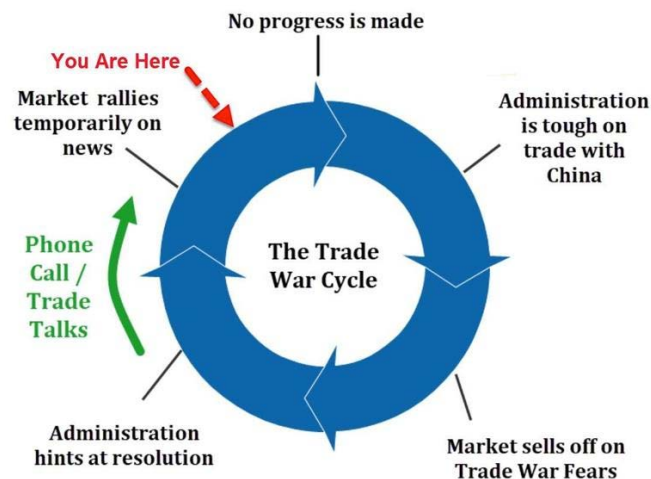 No progress is made
You Are Here
Market rallies
temporarily on
news
Administration
is tough on
trade with
China
Phone
Call /
Trade
Talks
The Trade
War Cycle
Administration
hints at resolution
Market sells off on
Trade War Fears